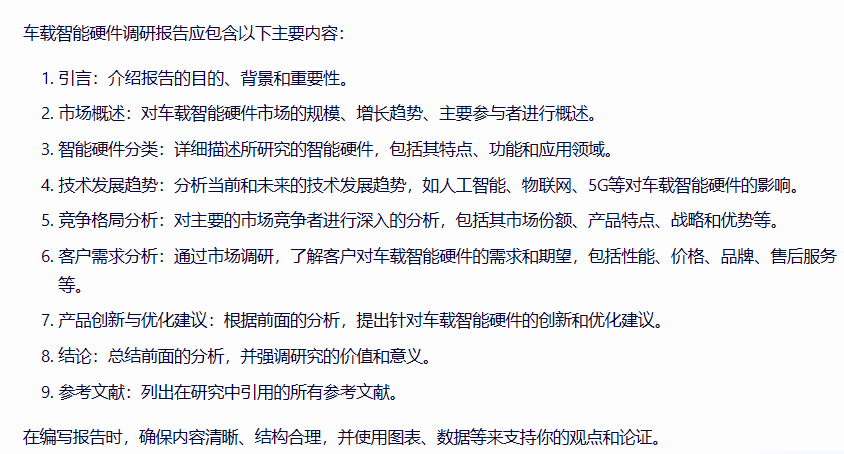 车载智能硬件调研报告应包含以下主要内容：
1. 引言：介绍报告的目的、背景和重要性。
2. 市场概述：对车载智能硬件市场的规模、增长趋势、主要参与者进行概述。
3. 智能硬件分类：详细描述所研究的智能硬件，包括其特点、功能和应用领域。
4. 技术发展趋势：分析当前和未来的技术发展趋势，如人工智能、物联网、5G等对车载智能硬件的影响。
5. 竞争格局分析：对主要的市场竞争者进行深入的分析，包括其市场份额、产品特点、战略和优势等。
6. 客户需求分析：通过市场调研，了解客户对车载智能硬件的需求和期望，包括性能、价格、品牌、售后服务
等。
7. 产品创新与优化建议：根据前面的分析，提出针对车载智能硬件的创新和优化建议。
8. 结论：总结前面的分析，并强调研究的价值和意义。
9. 参考文献：列出在研究中引用的所有参考文献。
在编写报告时，确保内容清晰、结构合理，并使用图表、数据等来支持你的观点和论证。